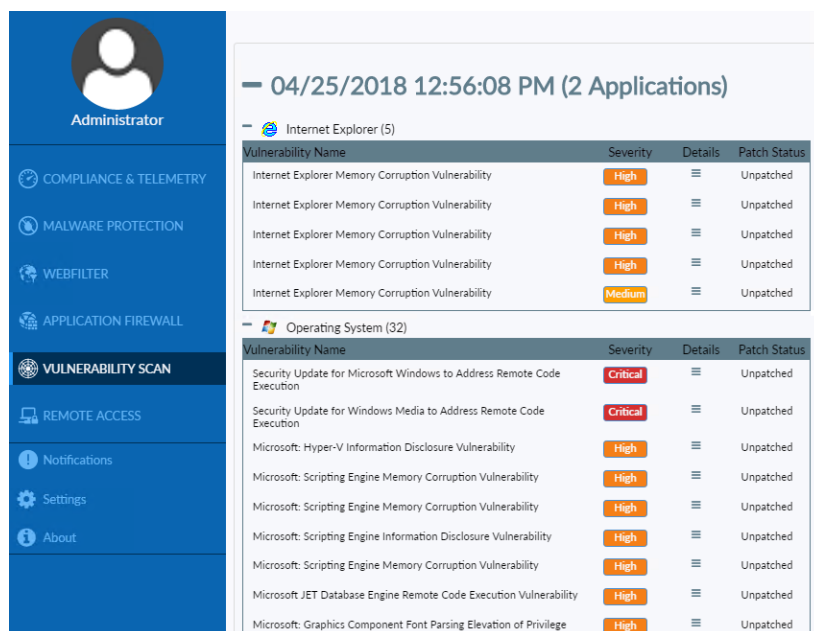 Administrator
COMPLIANCE & TELEMETRY
MALWARE PROTECTION
WEBFILTER
APPLICATION FIREWALL
VULNERABILITY SCAN
REMOTE ACCESS
Notifications
Settings
About
04/25/2018 12:56:08 PM (2 Applications)
Internet Explorer (5)
Vulnerability Name Severity Details Patch Status
Internet Explorer Memory Corruption Vulnerability High Unpatched
Internet Explorer Memory Corruption Vulnerability High Unpatched
Internet Explorer Memory Corruption Vulnerability High Unpatched
Internet Explorer Memory Corruption Vulnerability High Unpatched
Internet Explorer Memory Corruption Vulnerability Medium Unpatched
Operating System (32)
Vulnerability Name Severity Details Patch Status
Security Update for Microsoft Windows to Address Remote Code Critical Unpatched
Execution
Security Update for Windows Media to Address Remote Code Critical Unpatched
Execution
Microsoft: Hyper-V Information Disclosure Vulnerability High Unpatched
Microsoft: Scripting Engine Memory Corruption Vulnerability High Unpatched
Microsoft: Scripting Engine Memory Corruption Vulnerability High Unpatched
Microsoft: Scripting Engine Information Disclosure Vulnerability High Unpatched
Microsoft: Scripting Engine Memory Corruption Vulnerability High Unpatched
Microsoft JET Database Engine Remote Code Execution Vulnerability High Unpatched
Microsoft: Graphics Component Font Parsing Elevation of Privilege High Unpatched